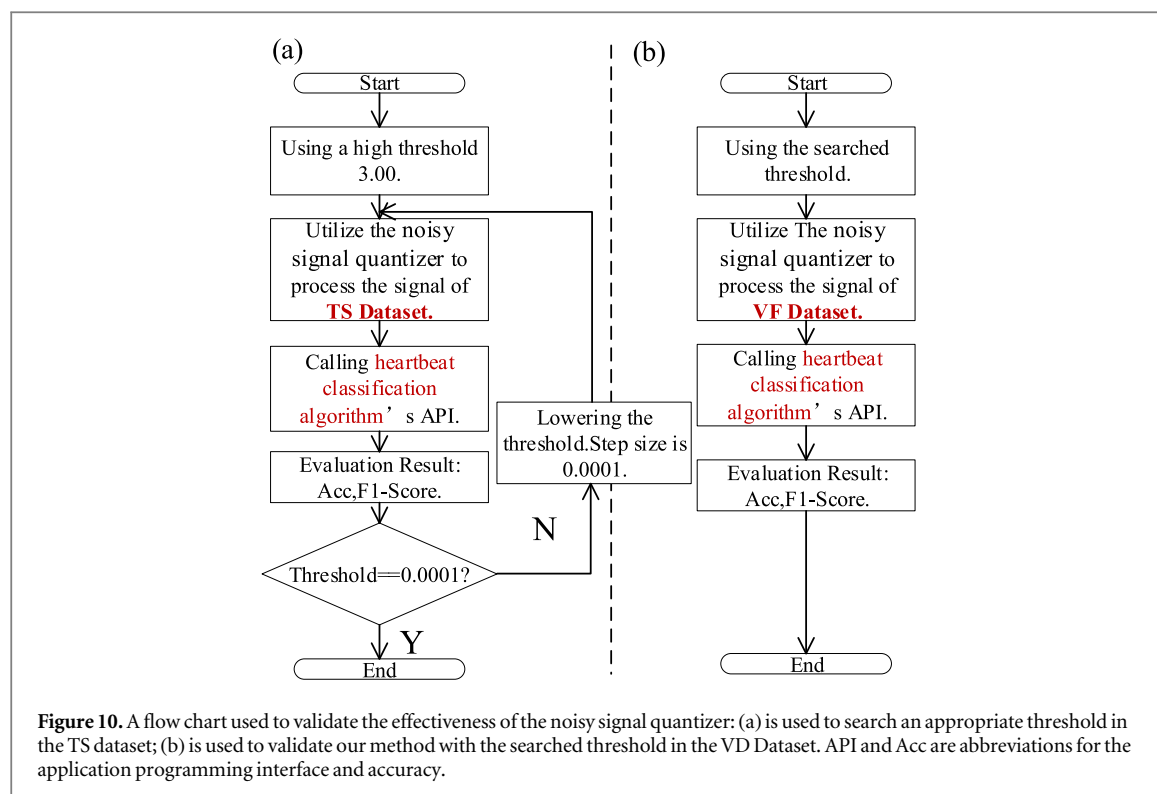 (a)
Start
Using a high threshold
3.00.
Utilize the noisy
signal quantizer to
process the signal of
TS Dataset.
Calling heartbeat
classification
algorithm’s API.
Evaluation Result:
Acc,F1-Score.
Threshold==0.0001?
Y
End
N
Lowering the
threshold.Step size is
0.0001.
(b)
Start
Using the searched
threshold.
Utilize The noisy
signal quantizer to
process the signal of
VF Dataset.
Calling heartbeat
classification
algorithm’s API.
Evaluation Result:
Acc,F1-Score.
End
Figure 10. A flow chart used to validate the effectiveness of the noisy signal quantizer: (a) is used to search an appropriate threshold in
the TS dataset; (b) is used to validate our method with the searched threshold in the VD Dataset. API and Acc are abbreviations for the
application programming interface and accuracy.